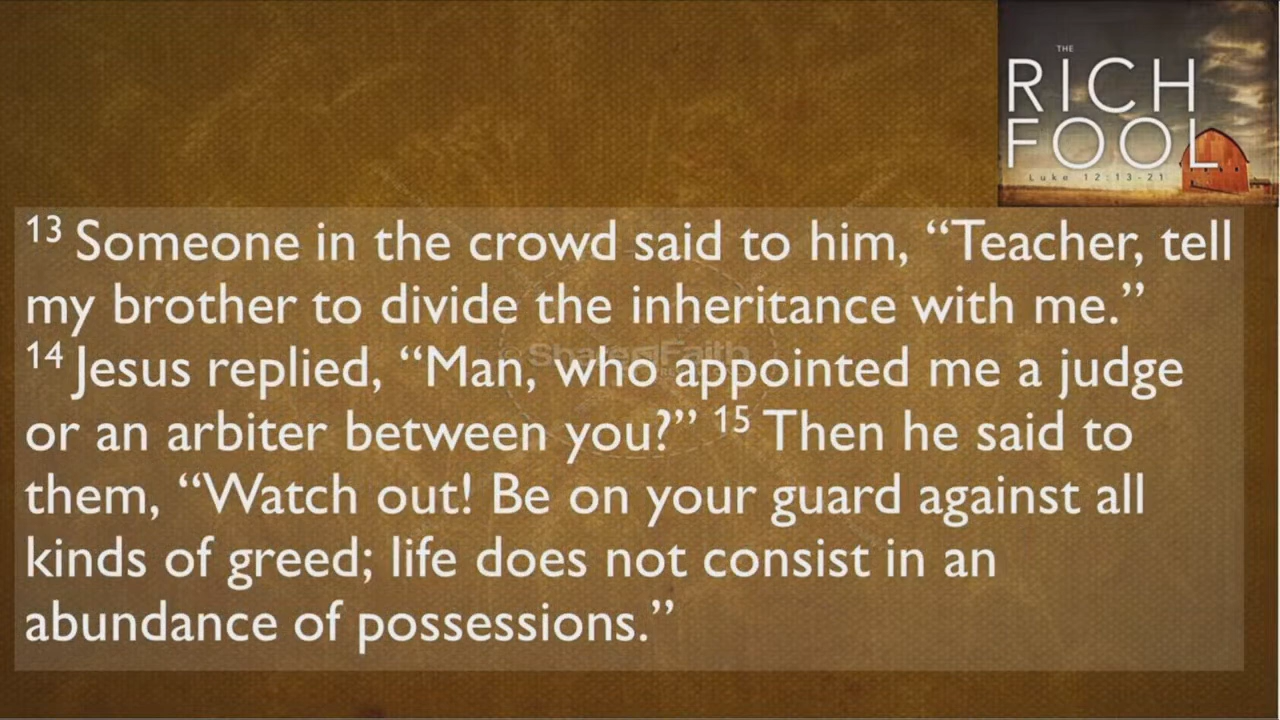 THE
RICH
FOOL
Luke 12:13-21
13 Someone in the crowd said to him, “Teacher, tell
my brother to divide the inheritance with me.”
14 Jesus replied, “Man, who appointed me a judge
or an arbiter between you?” 15 Then he said to
them, “Watch out! Be on your guard against all
kinds of greed; life does not consist in an
abundance of possessions.”